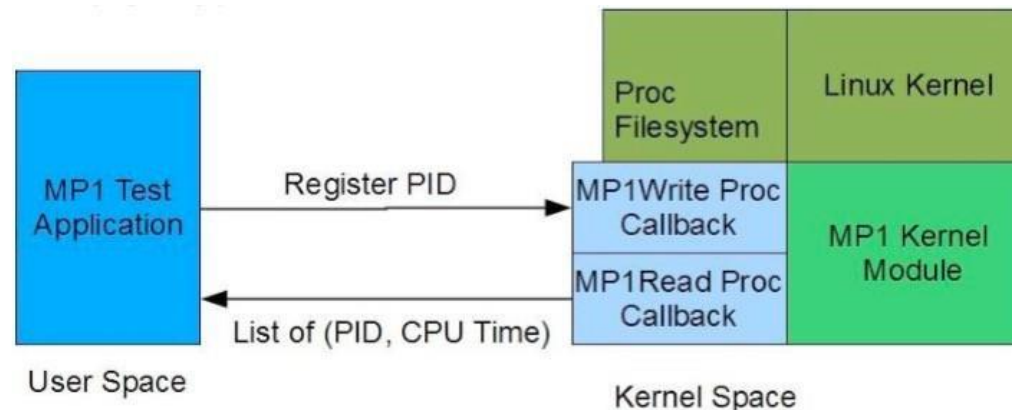 Proc
Filesystem
Linux Kernel
MP1 Test
Application
Register PID
MP1Write Proc
Callback
MP1 Kernel
Module
MP1Read Proc
Callback
List of (PID, CPU Time)
User Space
Kernel Space